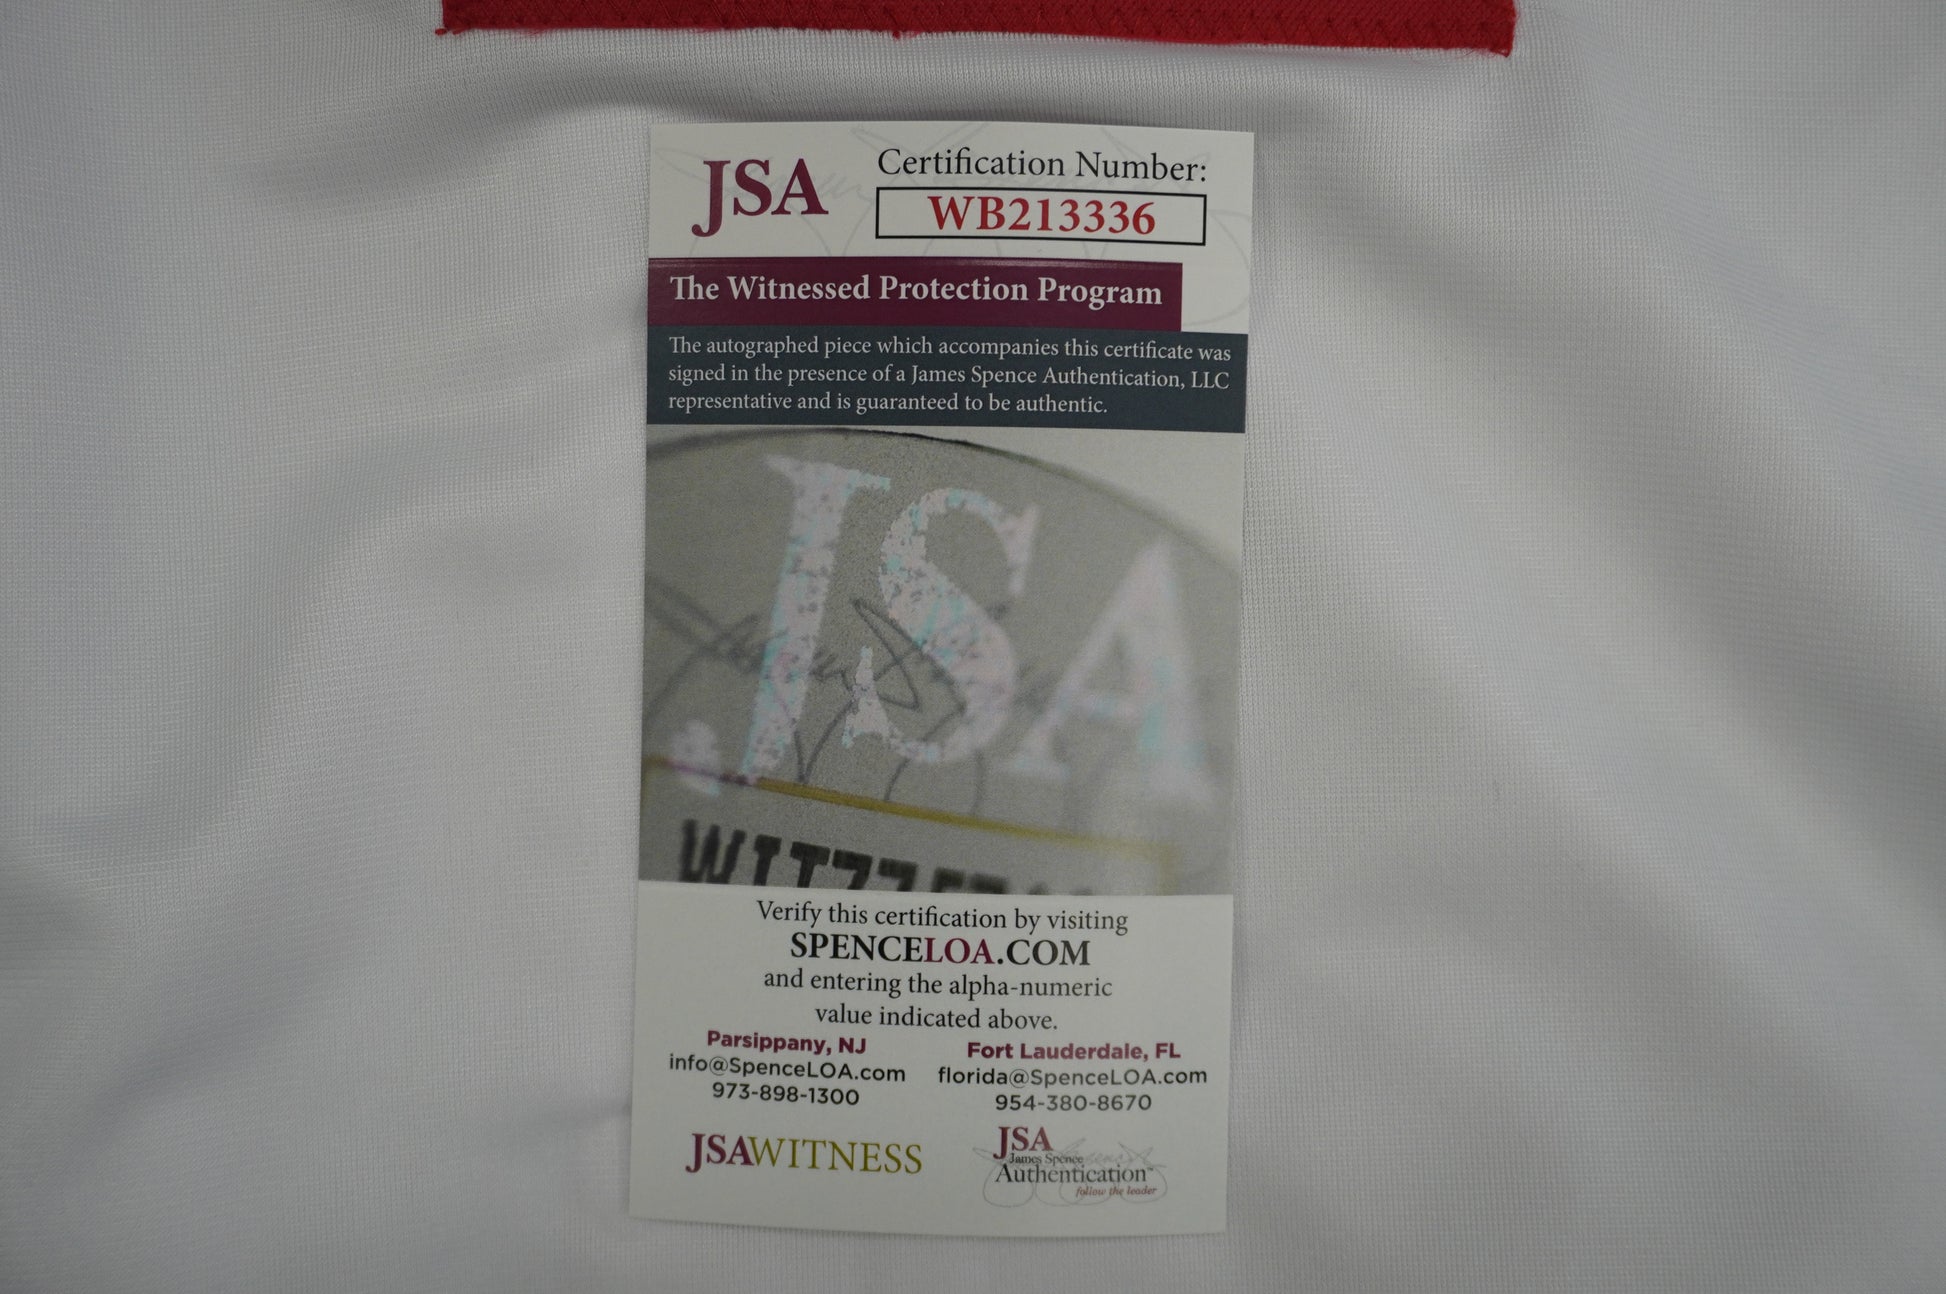 JSA
Certification Number:
WB213336
The Witnessed Protection Program
The autographed piece which accompanies this certificate was
signed in the presence of a James Spence Authentication, LLC
representative and is guaranteed to be authentic.
JSA
Verify this certification by visiting
SPENCELOA.COM
and entering the alpha-numeric
value indicated above.
Parsippany, NJ
info@SpenceLOA.com
973-898-1300
Fort Lauderdale, FL
florida@SpenceLOA.com
954-380-8670
JSAWITNESS
JSA
James Spence
Authentication™
follow the leader